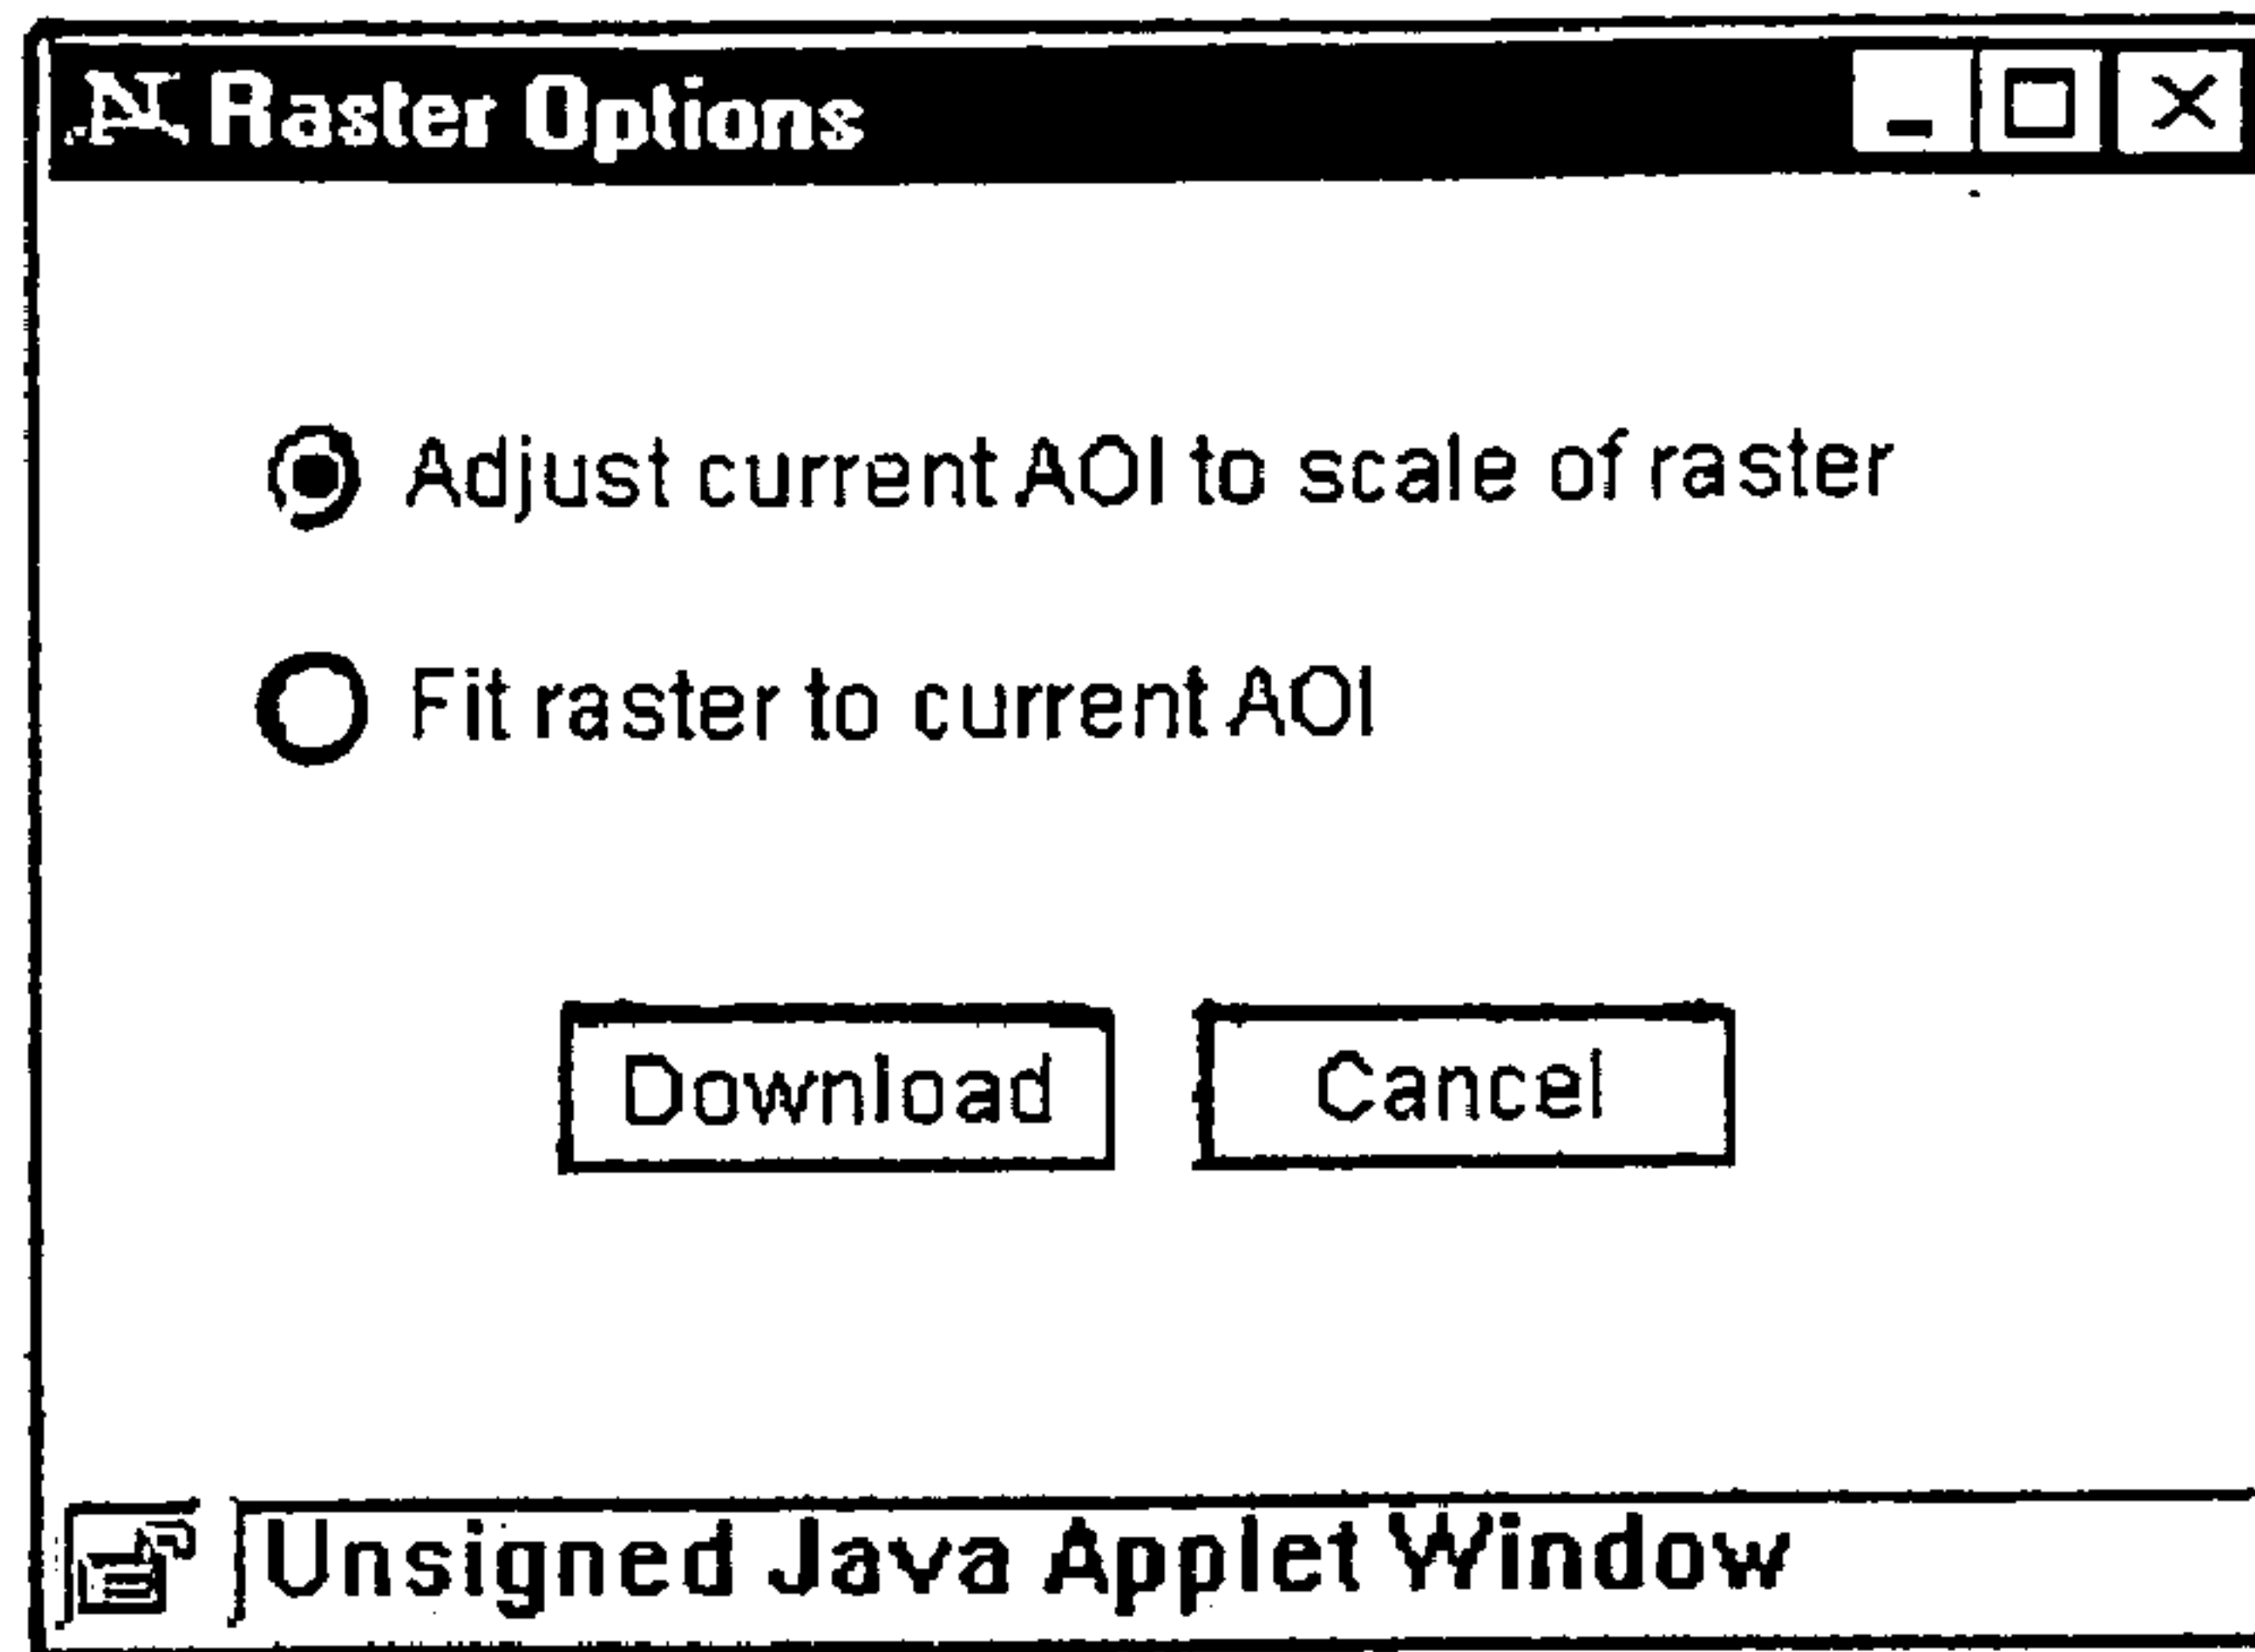 Raster Options
Adjust current AOI to scale of raster
Fit raster to current AOI
Download Cancel
Unsigned Java Applet Window